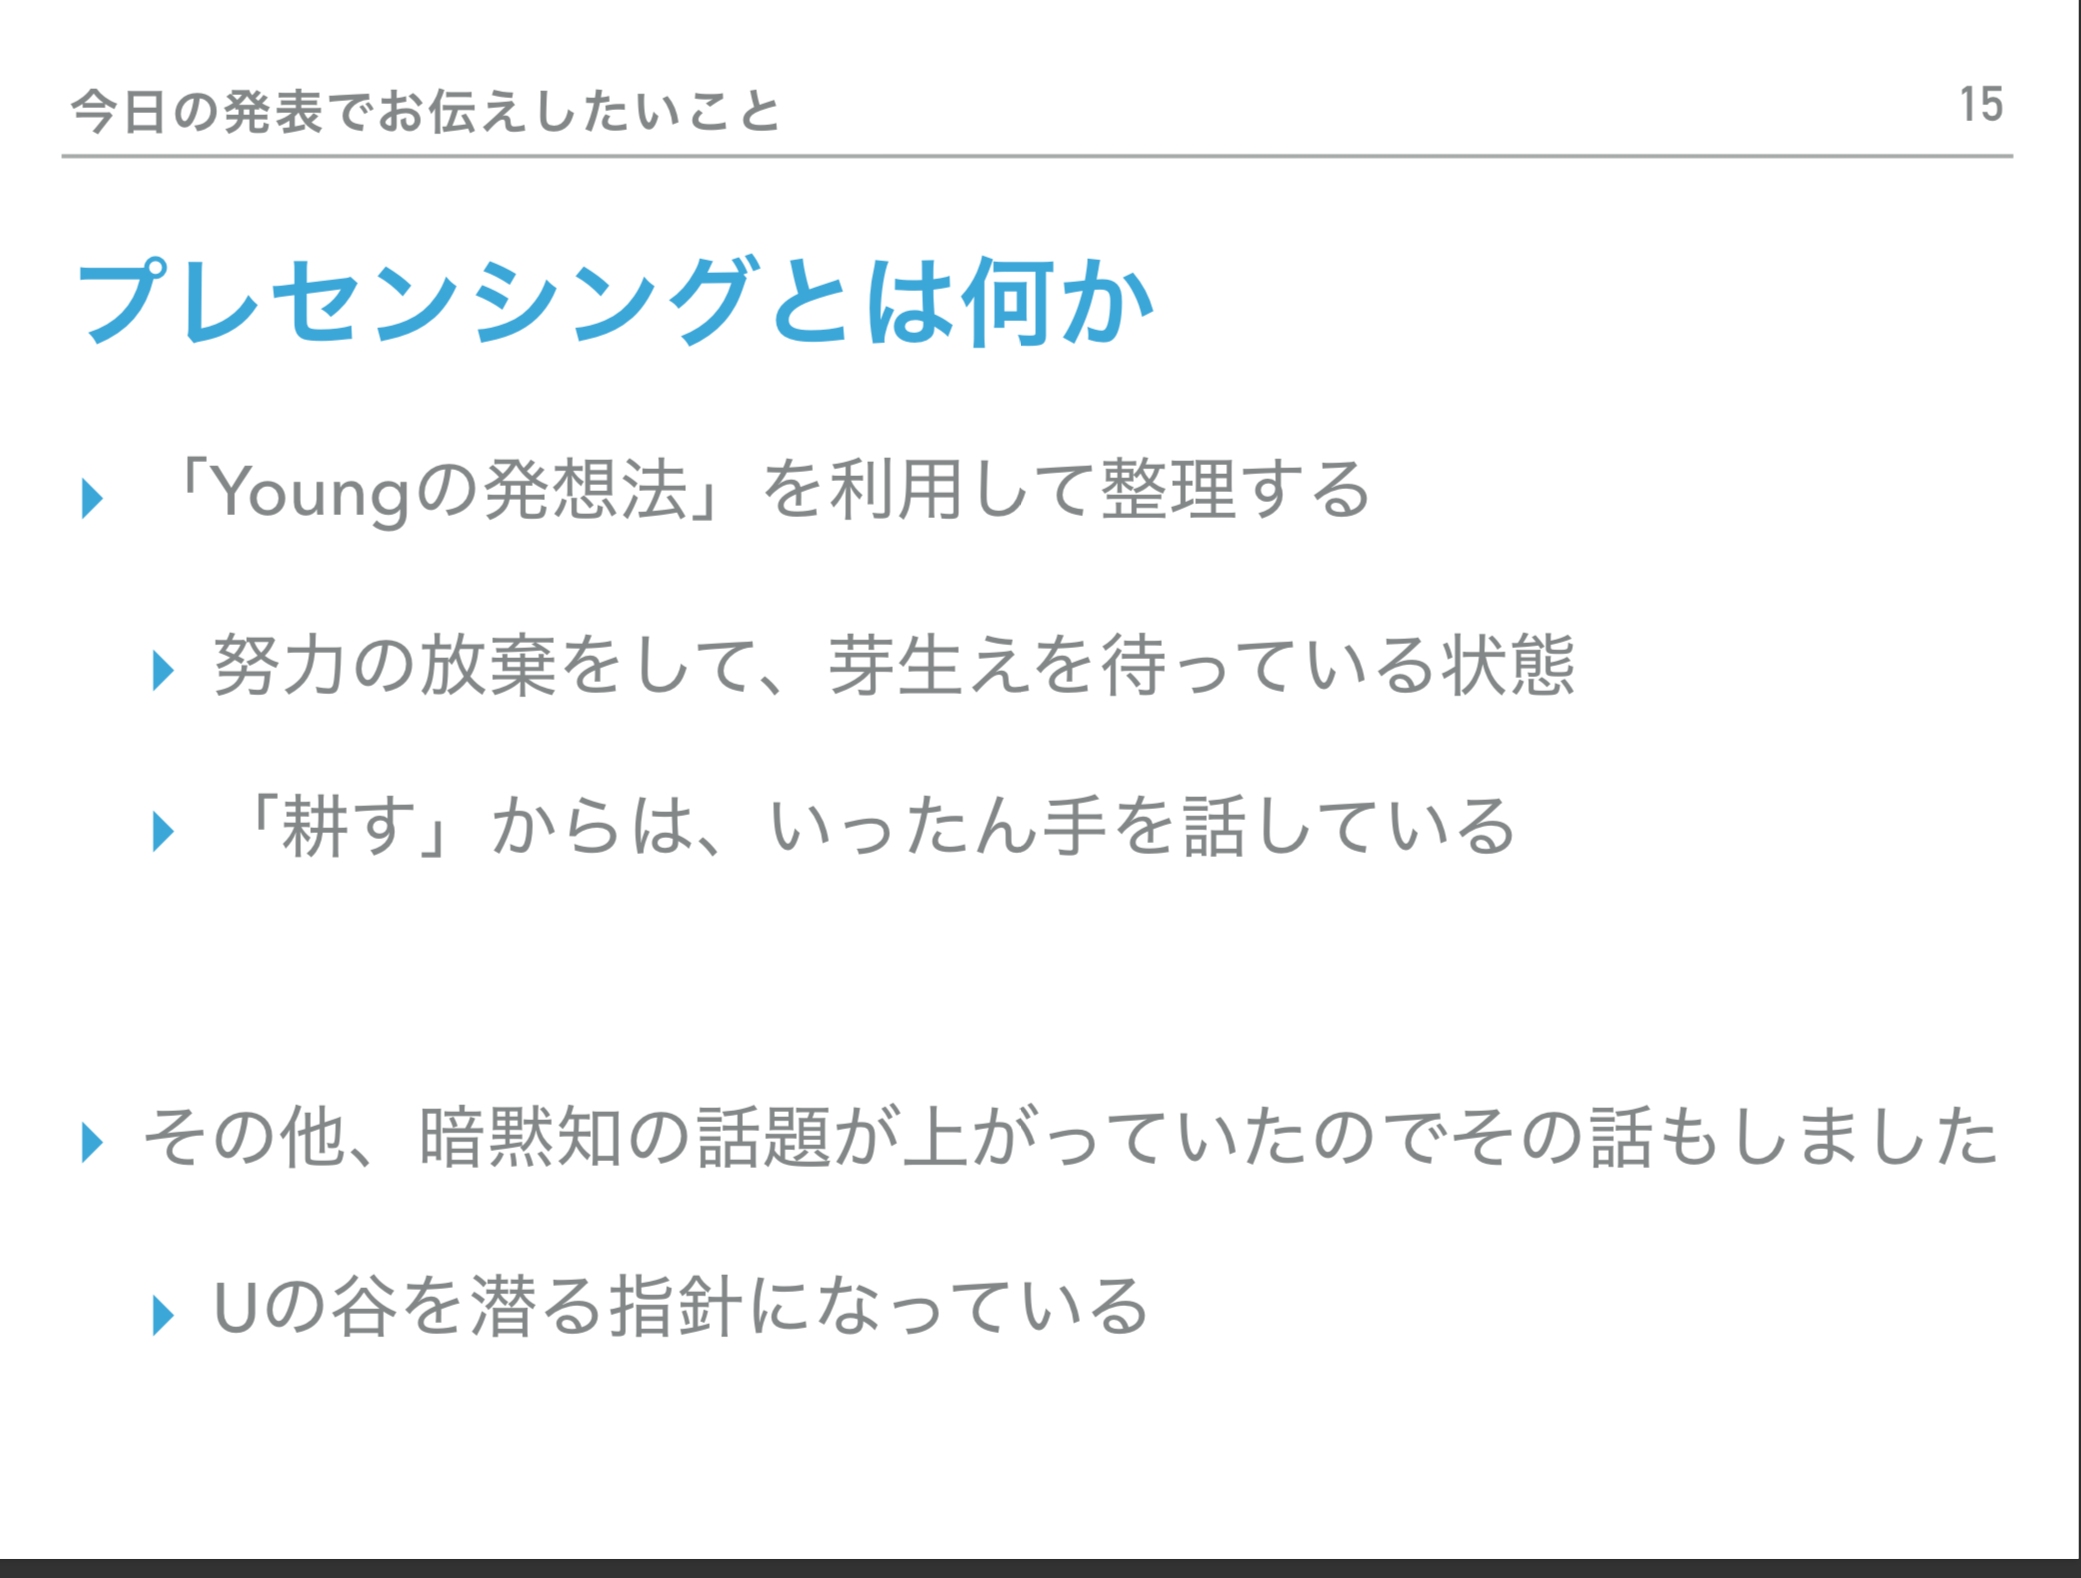 今日の発表でお伝えしたいこと
15
プレセンシングとは何か
「Youngの発想法」を利用して整理する
努力の放棄をして、芽生えを待っている状態
「耕す」からは、いったん手を話している
その他、暗黙知の話題が上がっていたのでその話もしました
Uの谷を潜る指針になっている